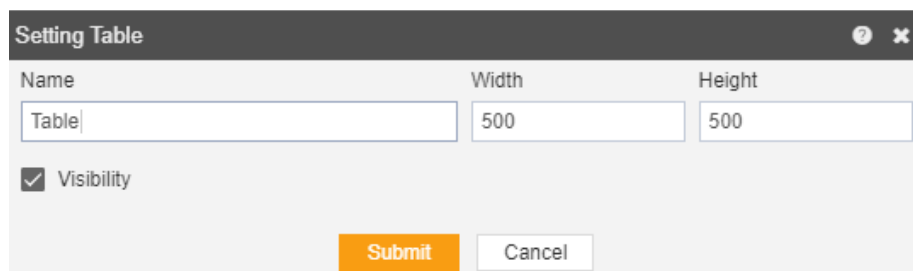 Setting Table
Name Width Height
Table 500 500
Visibility
Submit Cancel